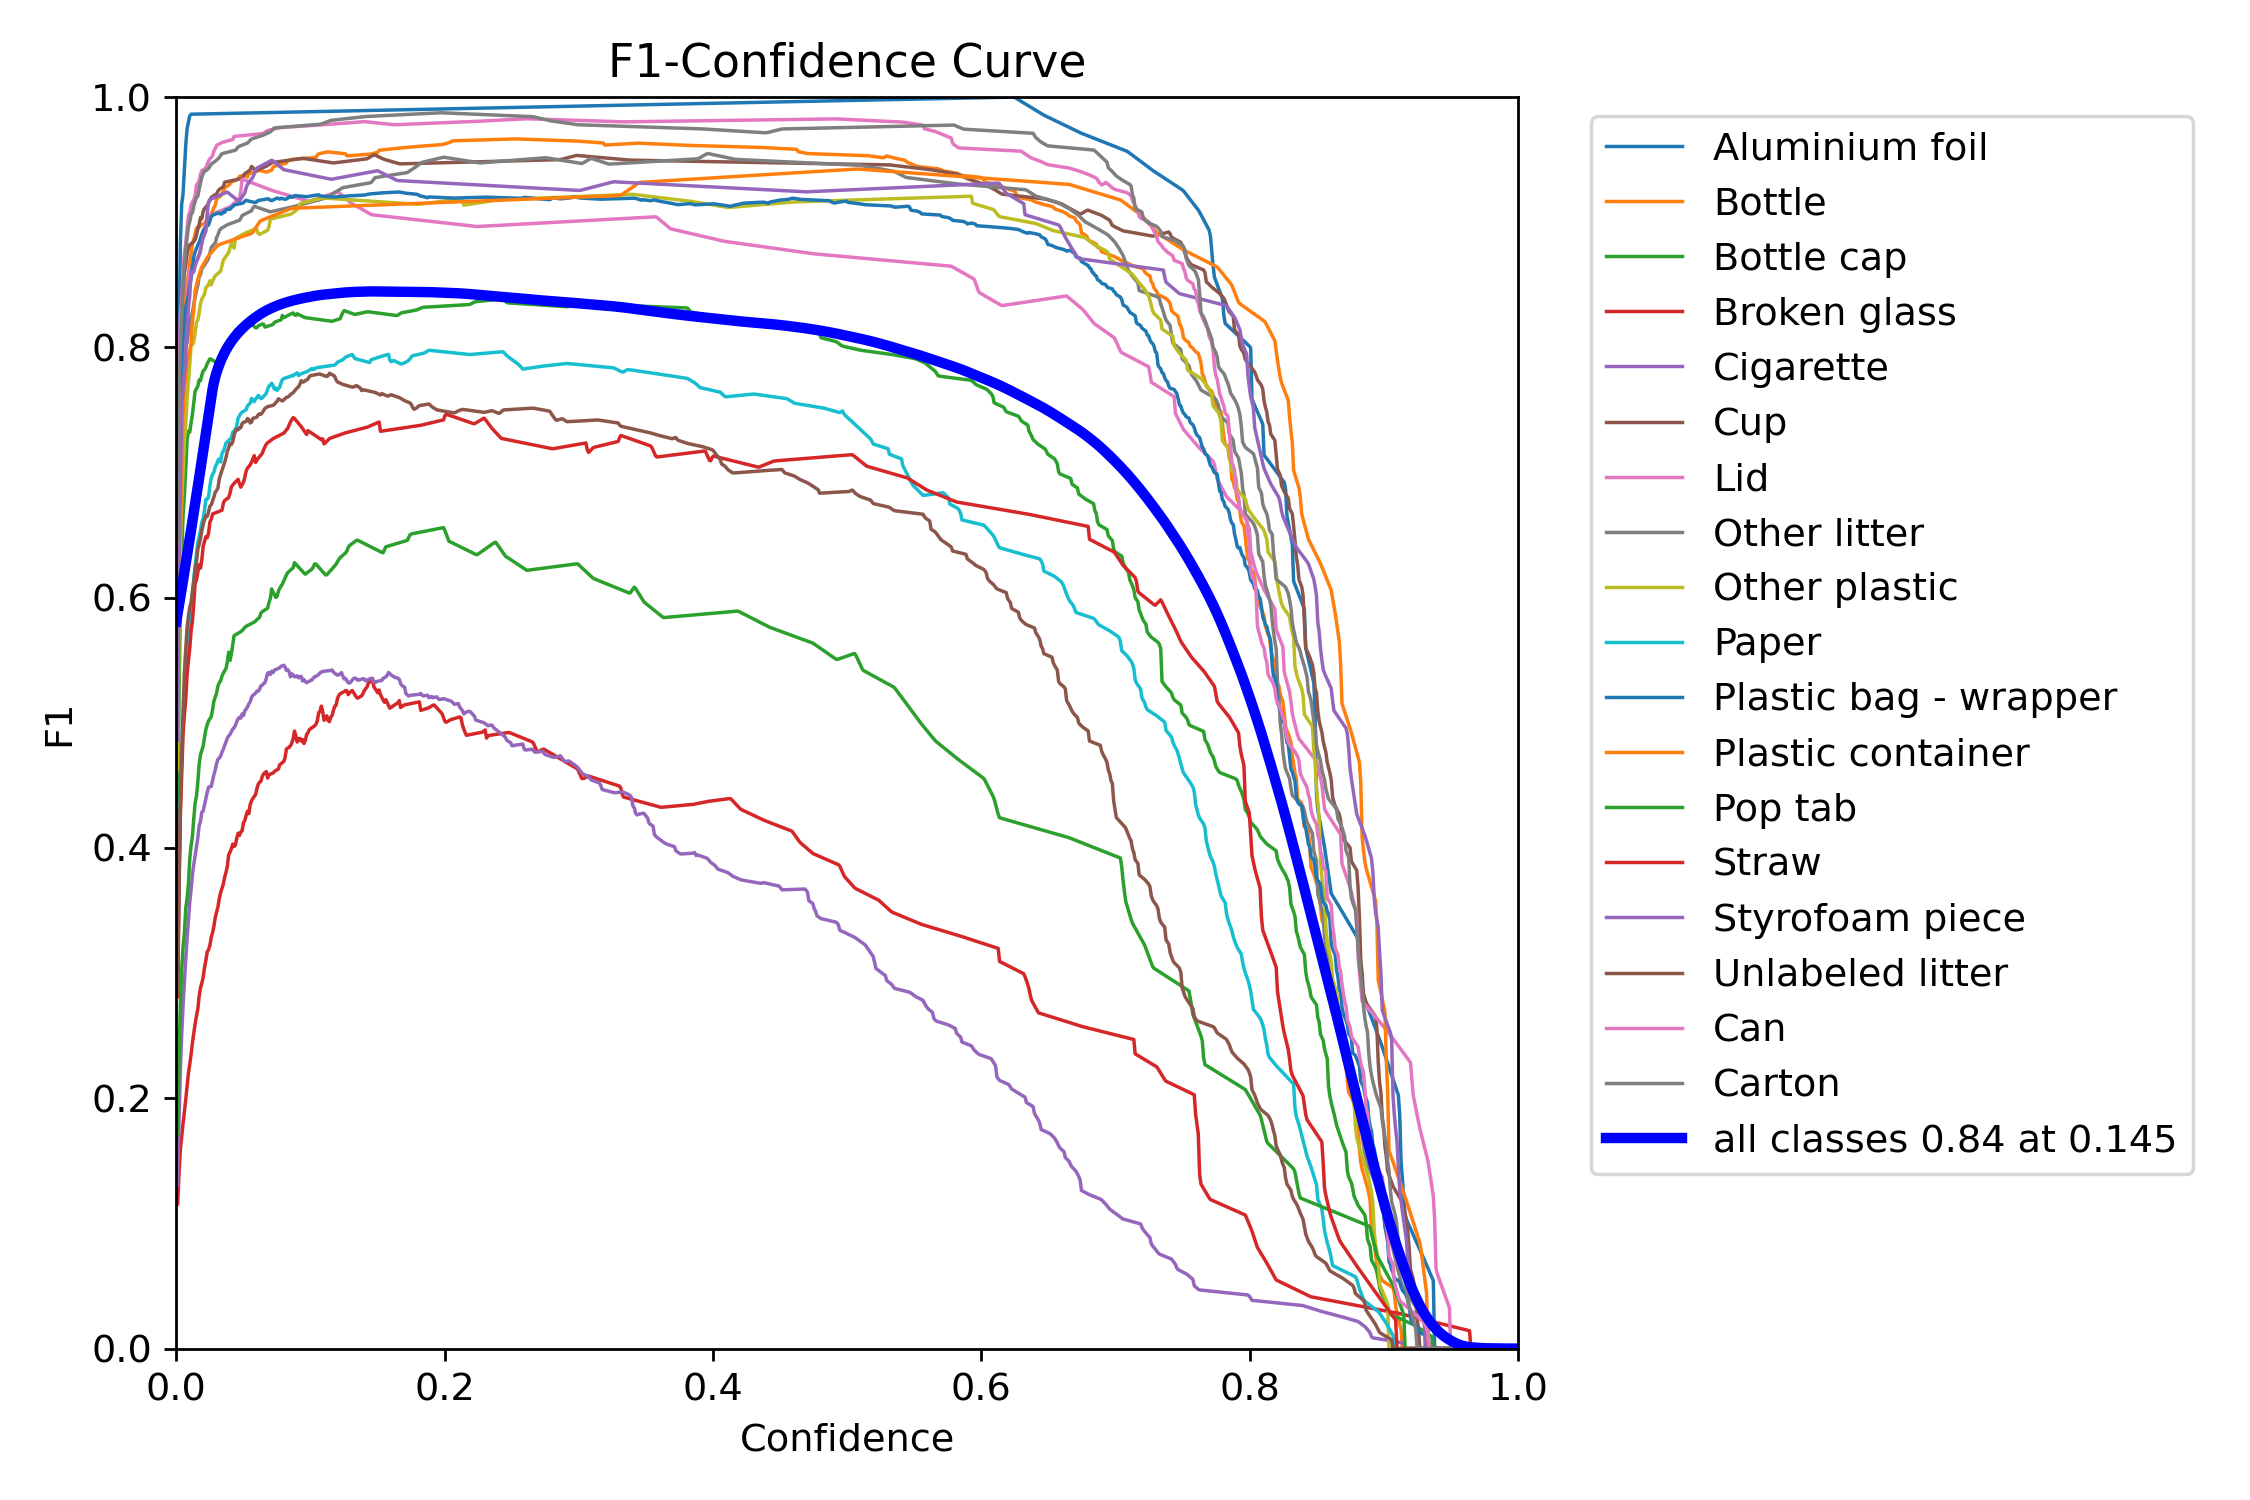 F1-Confidence Curve
1.0
0.8
0.6
0.4
0.2
0.0
F1
0.0 0.2 0.4 0.6 0.8 1.0
Confidence
Aluminium foil
Bottle
Bottle cap
Broken glass
Cigarette
Cup
Lid
Other litter
Other plastic
Paper
Plastic bag - wrapper
Plastic container
Pop tab
Straw
Styrofoam piece
Unlabeled litter
Can
Carton
all classes 0.84 at 0.145